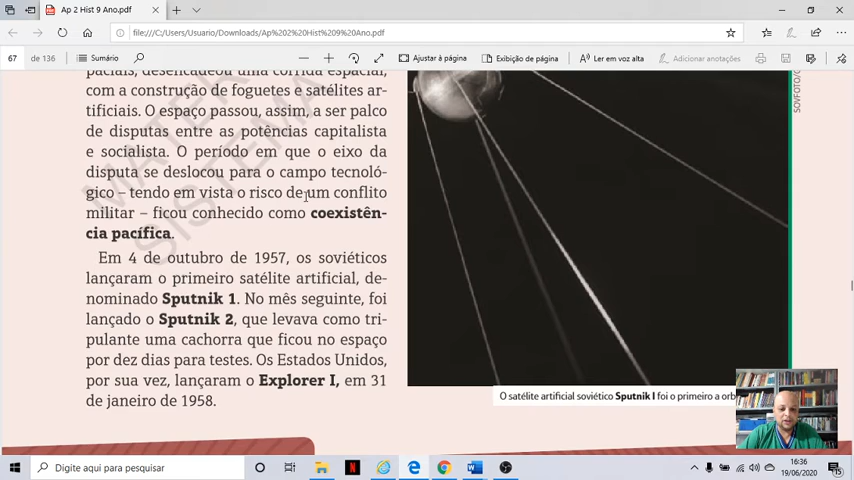 Ap 2 Hist 9 Ano.pdf
file:///C:/Users/Usuario/Downloads/Ap%202%20Hist%209%20Ano.pdf
67 de 136 Sumário Ajustar à página Exibição de página Ler em voz alta Adicionar anotações
paciais, desencadeou uma corrida espacial,
com a construção de foguetes e satélites ar-
tificiais. O espaço passou, assim, a ser palco
de disputas entre as potências capitalista
e socialista. O período em que o eixo da
disputa se deslocou para o campo tecnoló-
gico – tendo em vista o risco de um conflito
militar – ficou conhecido como coexistên-
cia pacífica.
Em 4 de outubro de 1957, os soviéticos
lançaram o primeiro satélite artificial, de-
nominado Sputnik 1. No mês seguinte, foi
lançado o Sputnik 2, que levava como tri-
pulante uma cachorra que ficou no espaço
por dez dias para testes. Os Estados Unidos,
por sua vez, lançaram o Explorer I, em 31
de janeiro de 1958.
SOVFOTO/
O satélite artificial soviético Sputnik I foi o primeiro a
Digite aqui para pesquisar
16:36
19/06/2020
15